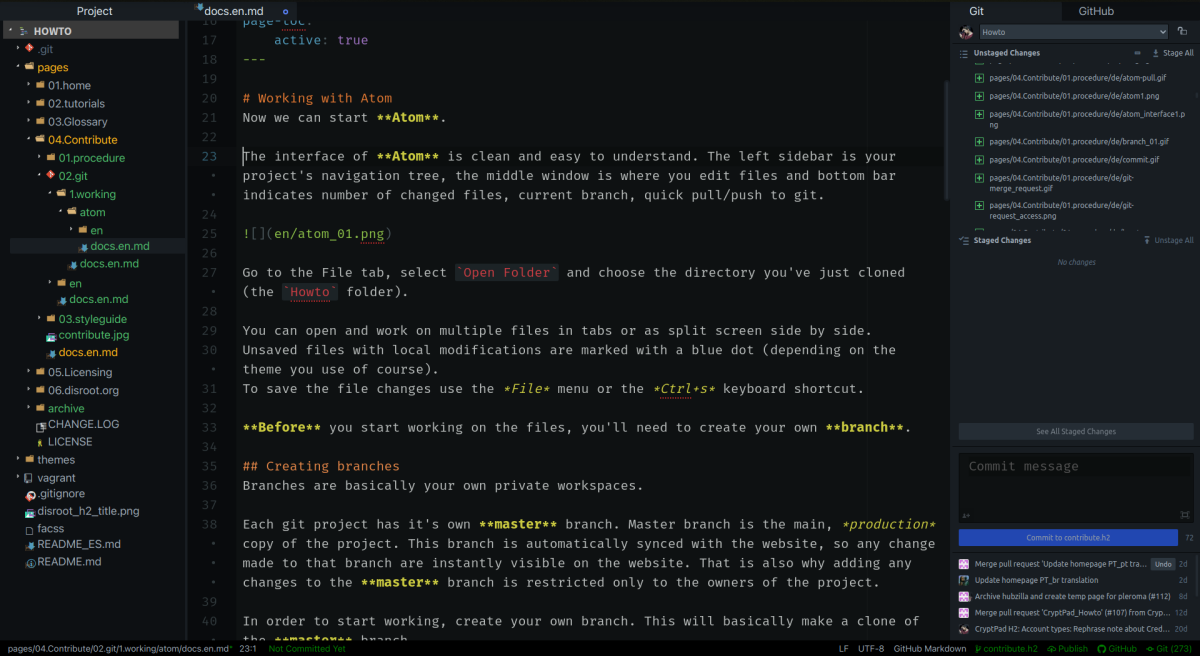 Project
HOWTO
.git
pages
01.home
02.tutorials
03.Glossary
04.Contribute
01.procedure
02.git
1.working
atom
en
docs.en.md
docs.en.md
en
docs.en.md
03.styleguide
contribute.jpg
docs.en.md
05.Licensing
06.disroot.org
archive
CHANGE.LOG
LICENSE
themes
vagrant
.gitignore
disroot_h2_title.png
facss
README_ES.md
README.md
docs.en.md
16 page-toc:
17 active: true
18 ---
19
20 # Working with Atom
21 Now we can start **Atom**.
22
23 The interface of **Atom** is clean and easy to understand. The left sidebar is your
project's navigation tree, the middle window is where you edit files and bottom bar
indicates number of changed files, current branch, quick pull/push to git.
24
25 ![](en/atom_01.png)
26
27 Go to the File tab, select `Open Folder` and choose the directory you've just cloned
(the `Howto` folder).
28
29 You can open and work on multiple files in tabs or as split screen side by side.
30 Unsaved files with local modifications are marked with a blue dot (depending on the
theme you use of course).
31 To save the file changes use the *File* menu or the *Ctrl+s* keyboard shortcut.
32
33 **Before** you start working on the files, you'll need to create your own **branch**.
34
35 ## Creating branches
36 Branches are basically your own private workspaces.
37
38 Each git project has it's own **master** branch. Master branch is the main, *production*
copy of the project. This branch is automatically synced with the website, so any change
made to that branch are instantly visible on the website. That is also why adding any
changes to the **master** branch is restricted only to the owners of the project.
39
40 In order to start working, create your own branch. This will basically make a clone of
the **master** branch
Git
GitHub
Howto
Unstaged Changes
Stage All
pages/04.Contribute/01.procedure/de/atom-pull.gif
pages/04.Contribute/01.procedure/de/atom1.png
pages/04.Contribute/01.procedure/de/atom_interface1.p
ng
pages/04.Contribute/01.procedure/de/branch_01.gif
pages/04.Contribute/01.procedure/de/commit.gif
pages/04.Contribute/01.procedure/de/git-
merge_request.gif
pages/04.Contribute/01.procedure/de/git-
request_access.png
Staged Changes
Unstage All
No changes
See All Staged Changes
Commit message
Commit to contribute.h2
72
Merge pull request 'Update homepage PT_pt tra... Undo 2d
Update homepage PT_br translation 2d
Archive hubzilla and create temp page for pleroma (#112) 8d
Merge pull request 'CryptPad_Howto' (#107) from Cryp... 12d
CryptPad H2: Account types: Rephrase note about Cred... 20d
pages/04.Contribute/02.git/1.working/atom/docs.en.md* 23:1 Not Committed Yet
LF UTF-8 GitHub Markdown contribute.h2 Publish GitHub Git (273)